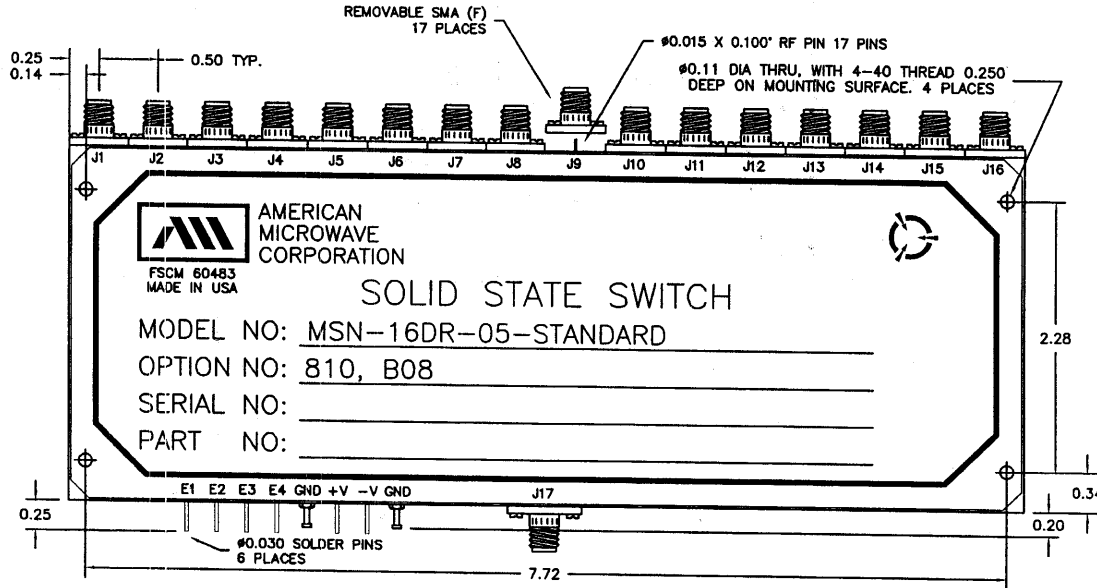 REMOVABLE SMA (F)
17 PLACES
0.25
0.50 TYP.
0.14
ø0.015 X 0.100" RF PIN 17 PINS
ø0.11 DIA THRU, WITH 4-40 THREAD 0.250
DEEP ON MOUNTING SURFACE. 4 PLACES
J1 J2 J3 J4 J5 J6 J7 J8 J9 J10 J11 J12 J13 J14 J15 J16
AMERICAN
MICROWAVE
CORPORATION
FSCM 60483
MADE IN USA
SOLID STATE SWITCH
MODEL NO: MSN-16DR-05-STANDARD
OPTION NO: 810, B08
SERIAL NO:
PART NO:
2.28
E1 E2 E3 E4 GND +V -V GND
J17
0.34
0.25
0.20
ø0.030 SOLDER PINS
6 PLACES
7.72